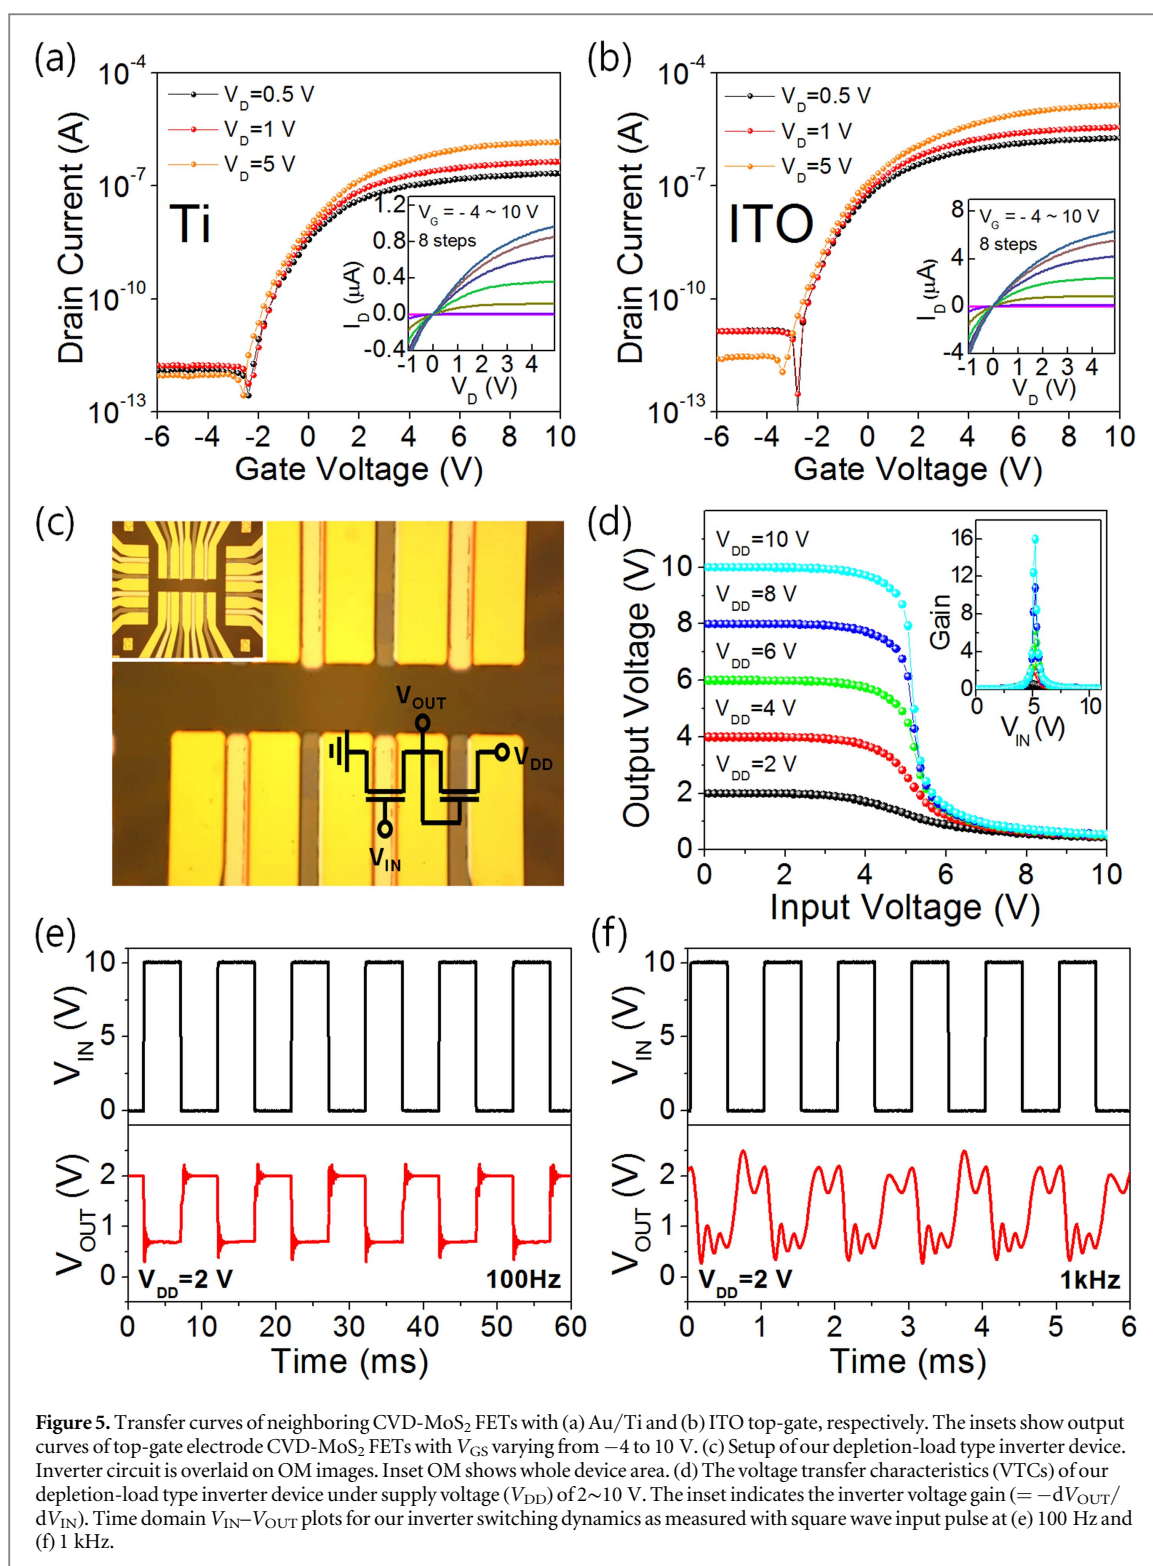 (a)
10⁻⁴
10⁻⁷
10⁻¹⁰
10⁻¹³
Drain Current (A)
V_D=0.5 V
V_D=1 V
V_D=5 V
Ti
1.2
0.8
0.4
0.0
-0.4
I_D (μA)
V_G = - 4 ~ 10 V
8 steps
-1 0 1 2 3 4
V_D (V)
-6 -4 -2 0 2 4 6 8 10
Gate Voltage (V)
(b)
10⁻⁴
10⁻⁷
10⁻¹⁰
10⁻¹³
Drain Current (A)
V_D=0.5 V
V_D=1 V
V_D=5 V
ITO
8
4
0
-4
I_D (μA)
V_G = - 4 ~ 10 V
8 steps
-1 0 1 2 3 4
V_D (V)
-6 -4 -2 0 2 4 6 8 10
Gate Voltage (V)
(c)
V_OUT
V_DD
V_IN
(d)
10
8
6
4
2
0
Output Voltage (V)
V_DD=10 V
V_DD=8 V
V_DD=6 V
V_DD=4 V
V_DD=2 V
16
12
8
4
0
Gain
0 5 10
V_IN (V)
0 2 4 6 8 10
Input Voltage (V)
(e)
10
5
0
V_IN (V)
2
1
0
V_OUT (V)
V_DD=2 V
100Hz
0 10 20 30 40 50 60
Time (ms)
(f)
10
5
0
V_IN (V)
2
1
0
V_OUT (V)
V_DD=2 V
1kHz
0 1 2 3 4 5 6
Time (ms)
Figure 5. Transfer curves of neighboring CVD-MoS₂ FETs with (a) Au/Ti and (b) ITO top-gate, respectively. The insets show output
curves of top-gate electrode CVD-MoS₂ FETs with V_GS varying from −4 to 10 V. (c) Setup of our depletion-load type inverter device.
Inverter circuit is overlaid on OM images. Inset OM shows whole device area. (d) The voltage transfer characteristics (VTCs) of our
depletion-load type inverter device under supply voltage (V_DD) of 2~10 V. The inset indicates the inverter voltage gain (= −dV_OUT/
dV_IN). Time domain V_IN–V_OUT plots for our inverter switching dynamics as measured with square wave input pulse at (e) 100 Hz and
(f) 1 kHz.